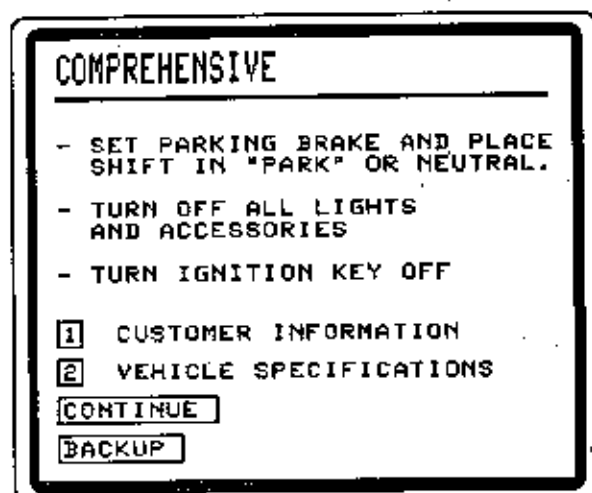 COMPREHENSIVE
- SET PARKING BRAKE AND PLACE
SHIFT IN "PARK" OR NEUTRAL.
- TURN OFF ALL LIGHTS
AND ACCESSORIES
- TURN IGNITION KEY OFF
1 CUSTOMER INFORMATION
2 VEHICLE SPECIFICATIONS
CONTINUE
BACKUP